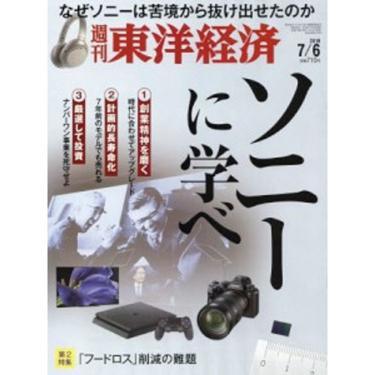 なぜソニーは苦境から抜け出せたのか
週刊
東洋経済
2019
7/6
ソニーに学べ
1 創業精神を磨く
時代に合わせてアップグレード
2 計画的長寿命化
7年前のモデルでも売れる
3 厳選して投資
ナンバーワン事業を死守せよ
第2特集
「フードロス」削減の難題